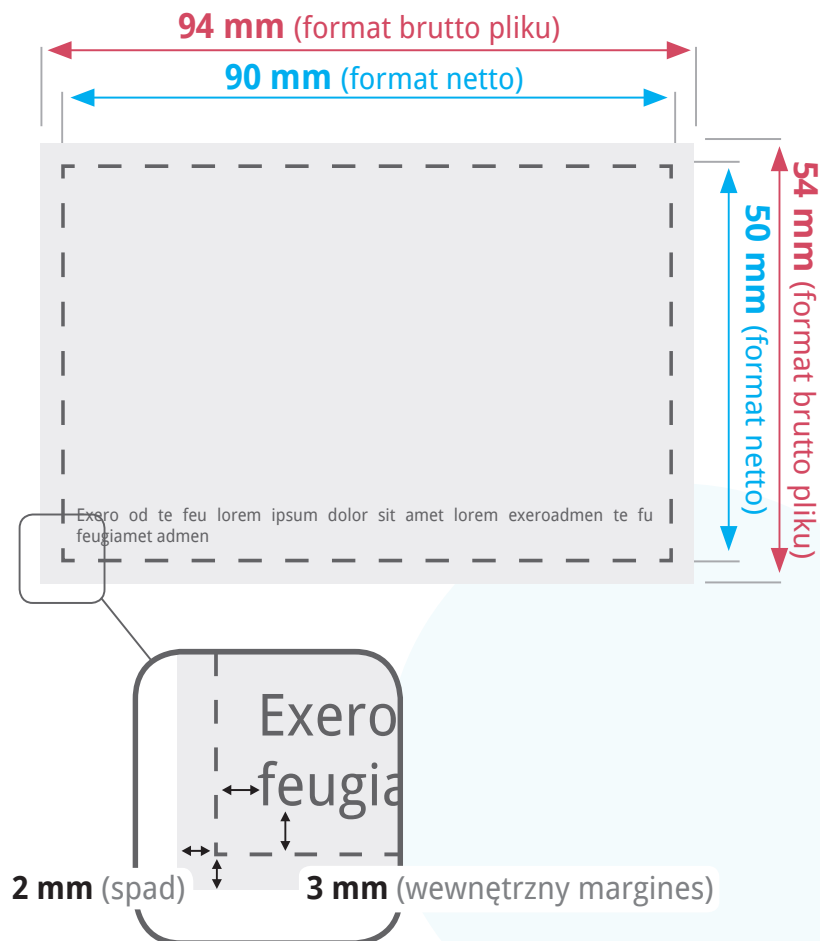 94 mm (format brutto pliku)
90 mm (format netto)
54 mm (format brutto pliku)
50 mm (format netto)
Exero od te feu lorem ipsum dolor sit amet lorem exeroadmen te fu
feugiamet admen
Exero
feugia
2 mm (spad)
3 mm (wewnętrzny margines)